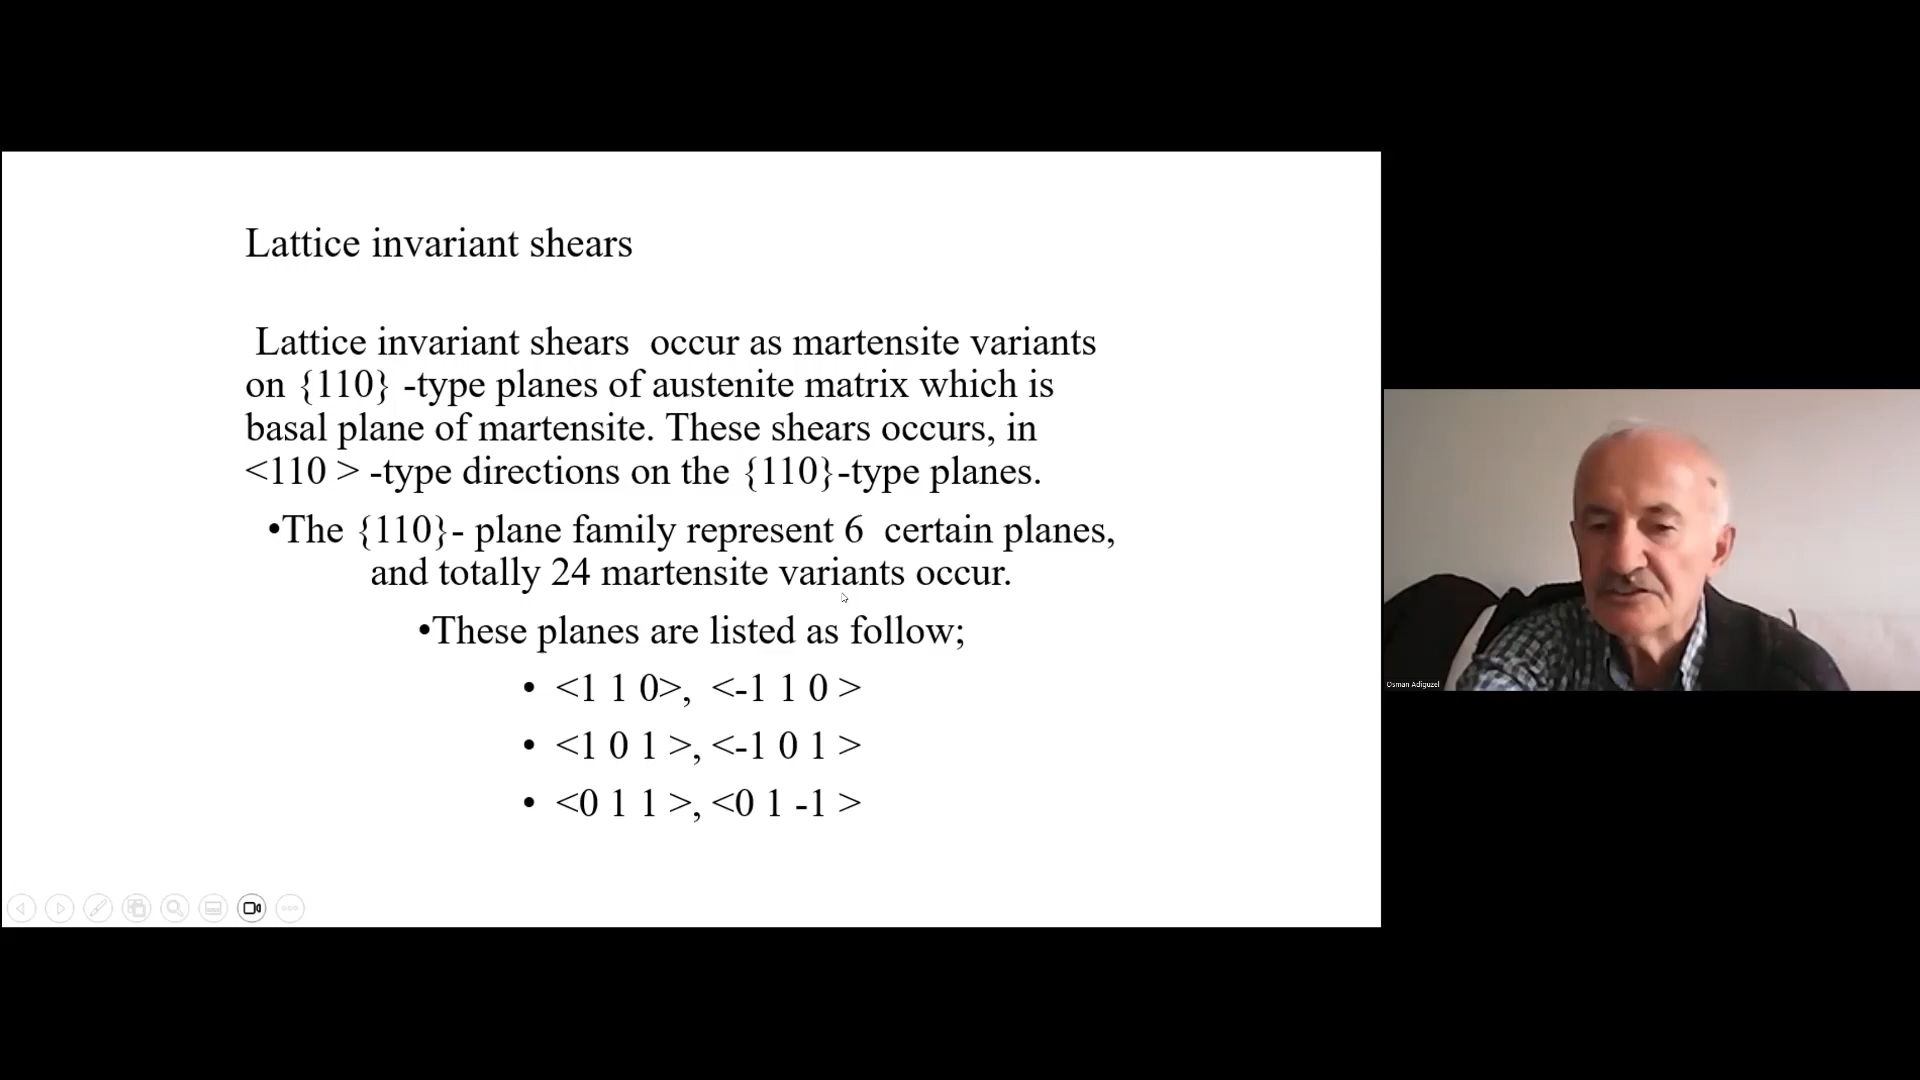 Lattice invariant shears
Lattice invariant shears occur as martensite variants
on {110} -type planes of austenite matrix which is
basal plane of martensite. These shears occurs, in
<110 > -type directions on the {110}-type planes.
•The {110}- plane family represent 6 certain planes,
and totally 24 martensite variants occur.
•These planes are listed as follow;
• <1 1 0>, <-1 1 0 >
• <1 0 1 >, <-1 0 1 >
• <0 1 1 >, <0 1 -1 >
Osman Adiguzel